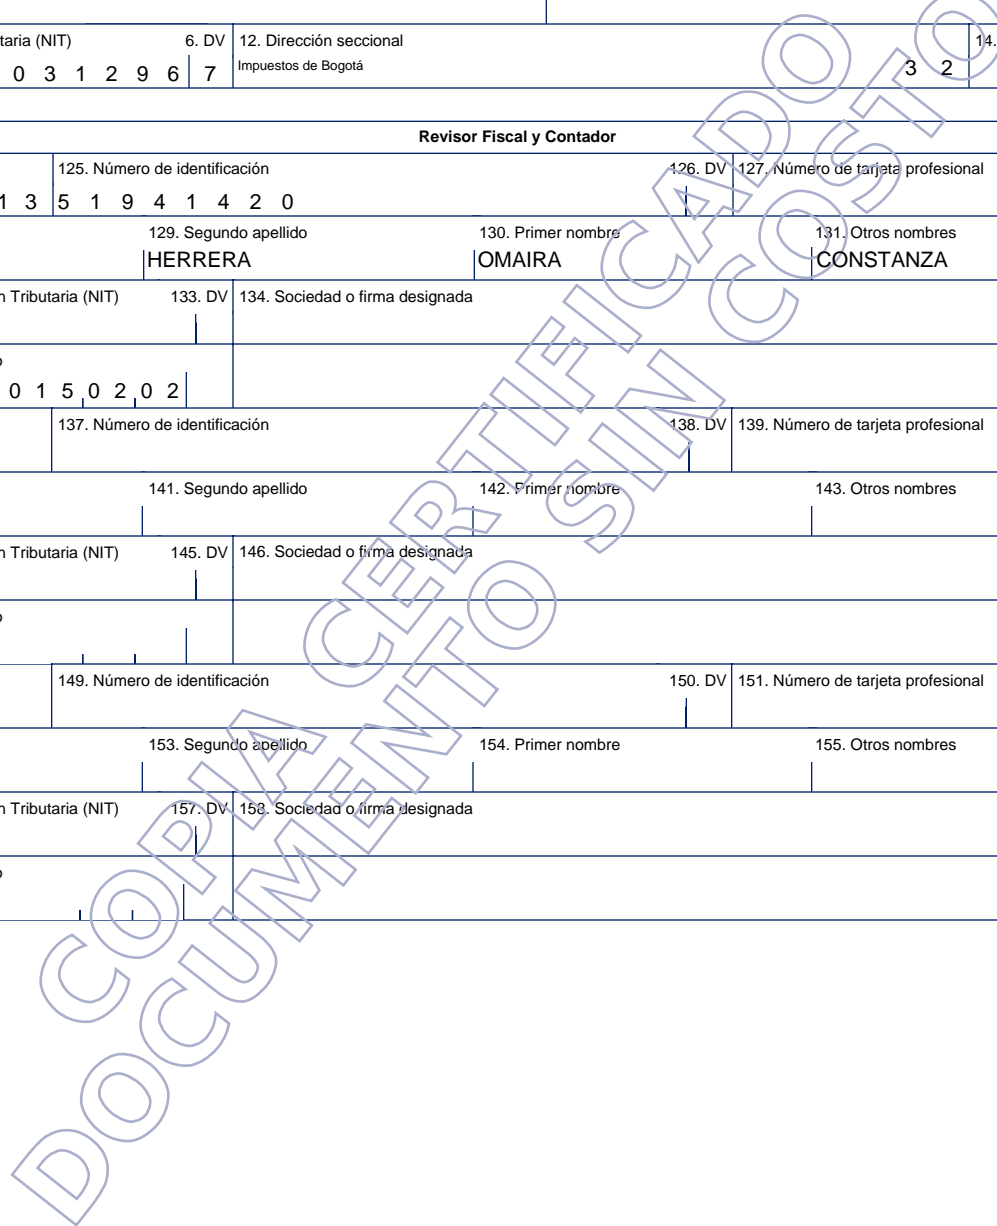 taria (NIT) 6. DV 12. Dirección seccional 14.
0 3 1 2 9 6 7 Impuestos de Bogotá 3 2
Revisor Fiscal y Contador
125. Número de identificación 126. DV 127. Número de tarjeta profesional
1 3 5 1 9 4 1 4 2 0
129. Segundo apellido 130. Primer nombre 131. Otros nombres
HERRERA OMAIRA CONSTANZA
n Tributaria (NIT) 133. DV 134. Sociedad o firma designada
o
0 1 5 0 2 0 2
137. Número de identificación 138. DV 139. Número de tarjeta profesional
141. Segundo apellido 142. Primer nombre 143. Otros nombres
n Tributaria (NIT) 145. DV 146. Sociedad o firma designada
o
149. Número de identificación 150. DV 151. Número de tarjeta profesional
153. Segundo apellido 154. Primer nombre 155. Otros nombres
n Tributaria (NIT) 157. DV 158. Sociedad o firma designada
o
COPIA CERTIFICADO
DOCUMENTO SIN COSTO